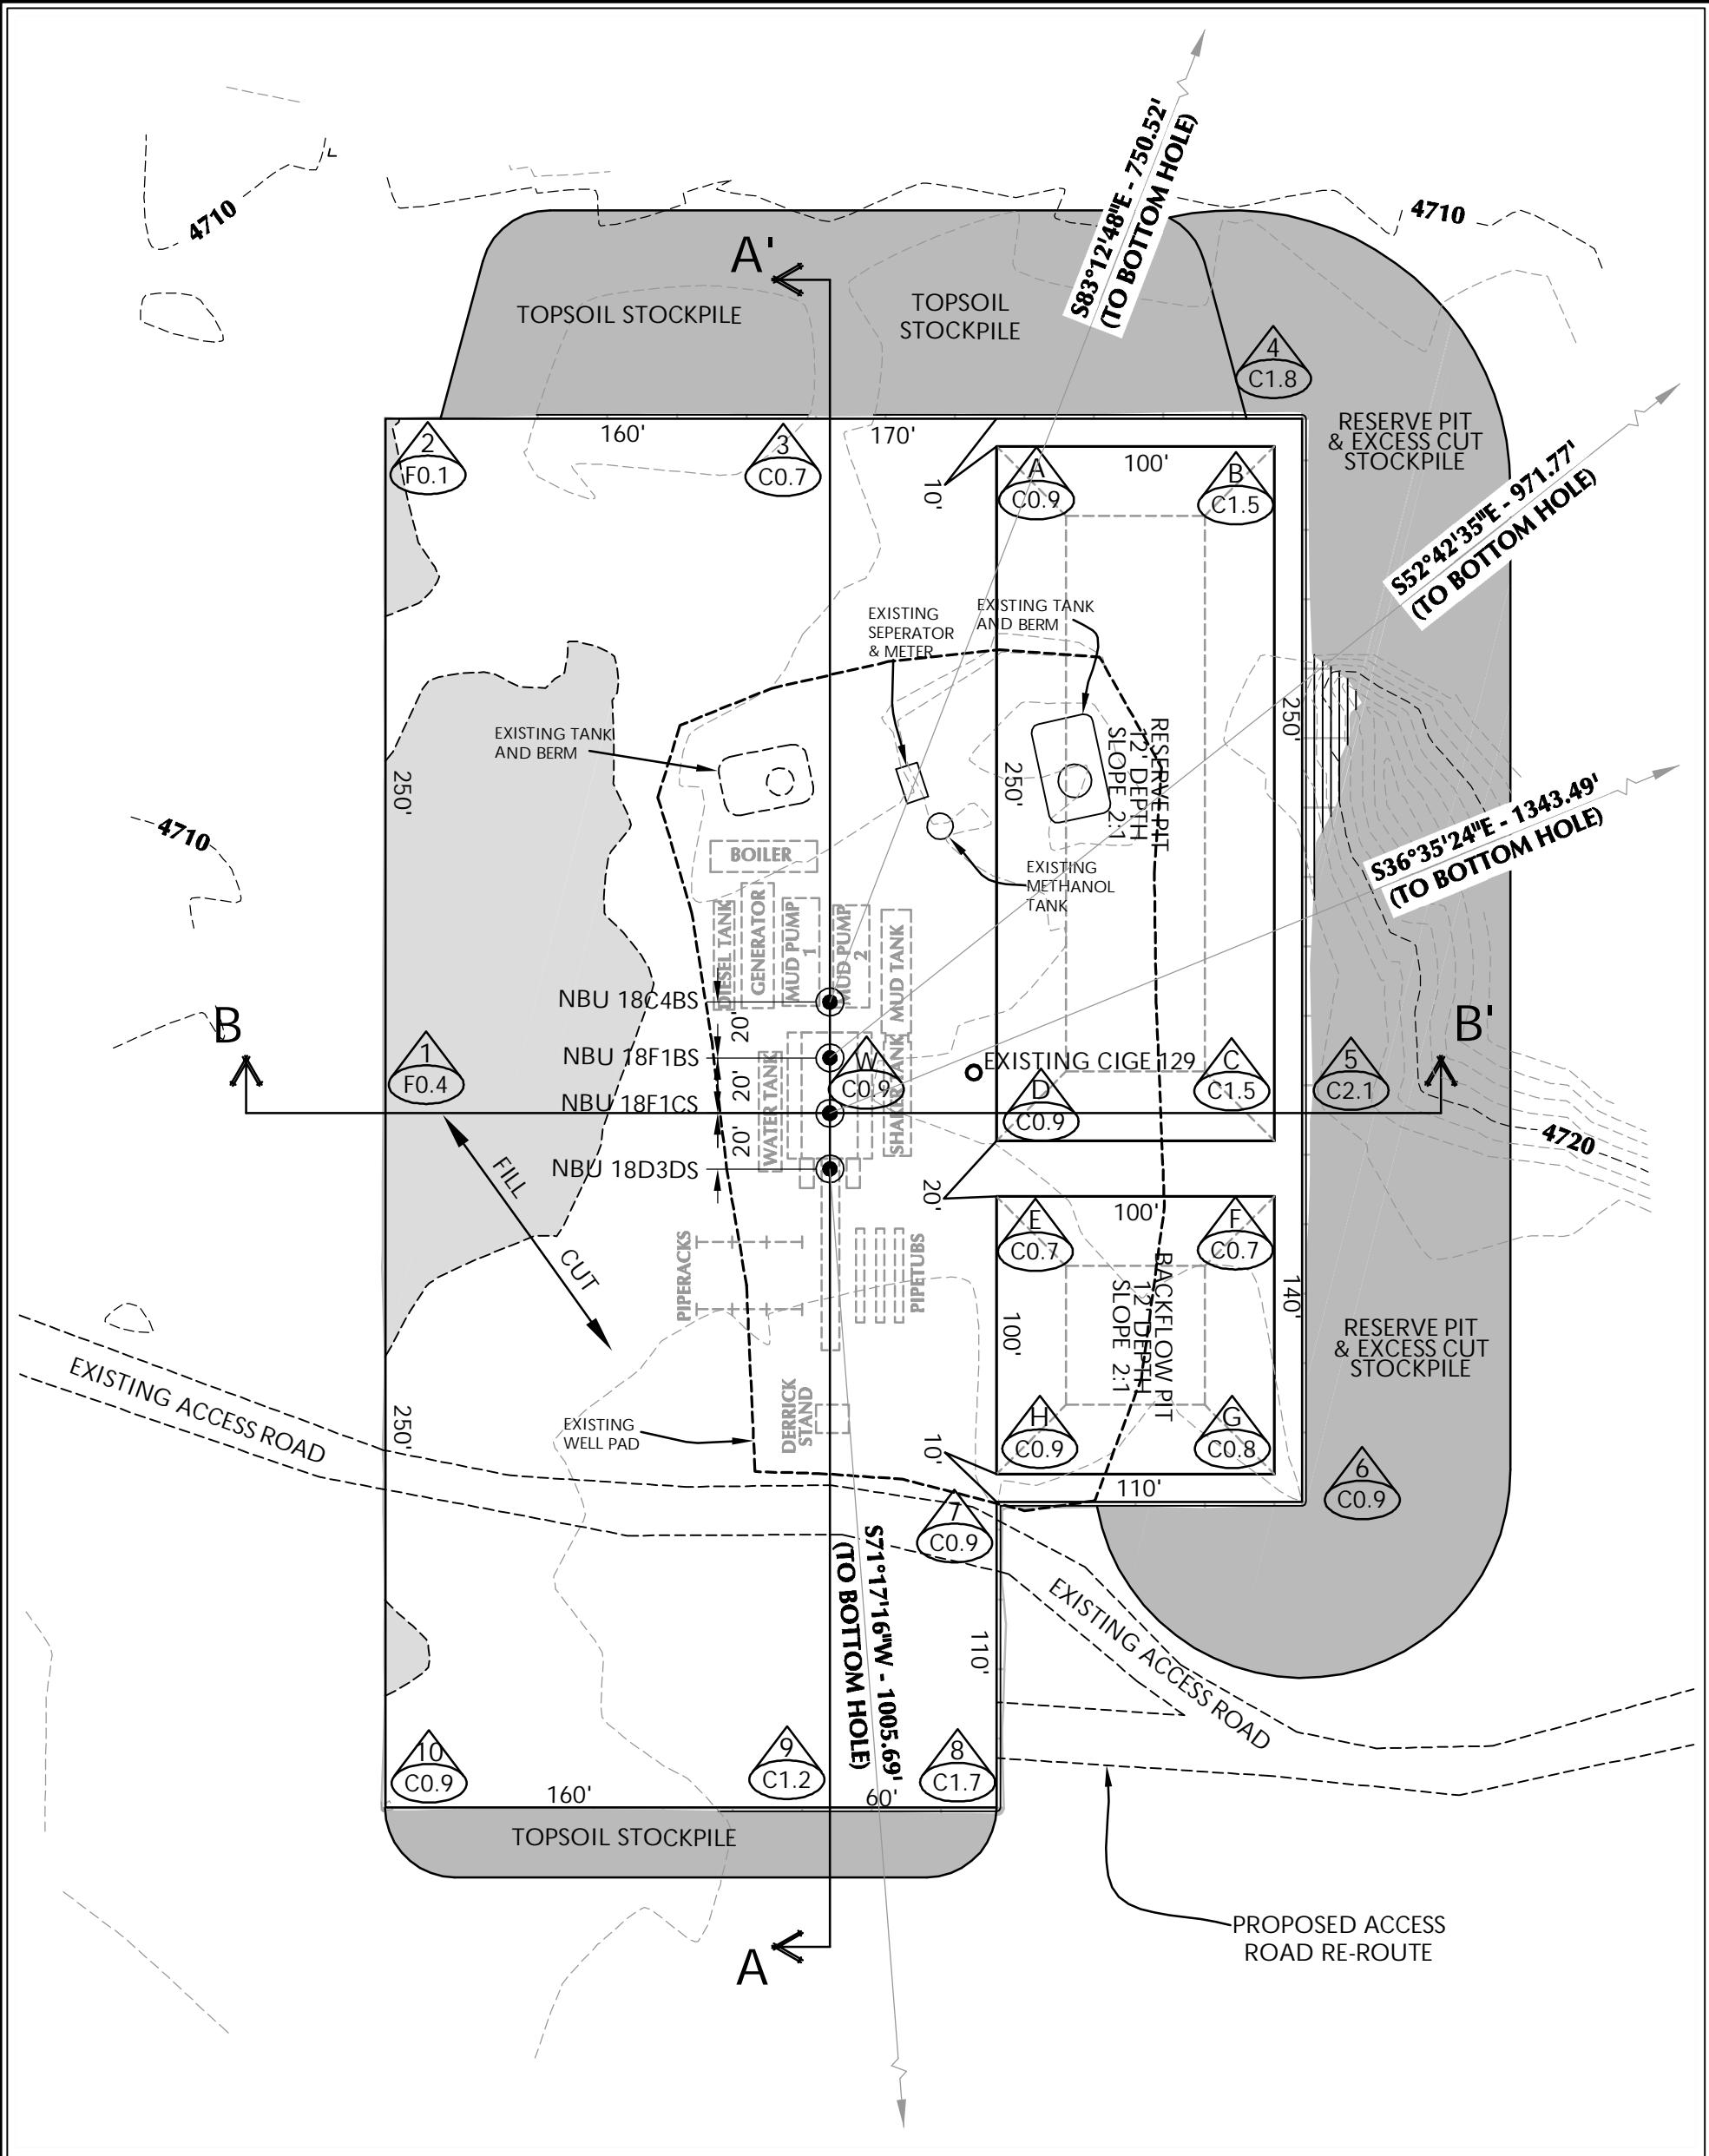 4710
4710
S83°12'48"E - 750.52'
(TO BOTTOM HOLE)
A'
TOPSOIL STOCKPILE
TOPSOIL
STOCKPILE
4
C1.8
RESERVE PIT
& EXCESS CUT
STOCKPILE
160'
170'
2
F0.1
3
C0.7
10'
A
C0.9
100'
B
C1.5
S52°42'35"E - 971.77'
(TO BOTTOM HOLE)
EXISTING
SEPERATOR
& METER
EXISTING TANK
AND BERM
EXISTING TANK
AND BERM
250'
250'
250'
RESERVE PIT
12' DEPTH
SLOPE 2:1
S36°35'24"E - 1343.49'
(TO BOTTOM HOLE)
4710
BOILER
EXISTING
METHANOL
TANK
DIESEL TANK
GENERATOR
MUD PUMP
1
MUD PUMP
2
MUD TANK
NBU 18C4BS
20'
NBU 18F1BS
20'
NBU 18F1CS
20'
NBU 18D3DS
WATER TANK
SHAKER TANK
W
C0.9
EXISTING CIGE 129
B
B'
1
F0.4
D
C0.9
C
C1.5
5
C2.1
4720
FILL
CUT
20'
E
C0.7
100'
F
C0.7
PIPERACKS
PIPETUBS
100'
BACKFLOW PIT
12' DEPTH
SLOPE 2:1
140'
RESERVE PIT
& EXCESS CUT
STOCKPILE
EXISTING ACCESS ROAD
250'
DERRICK
STAND
EXISTING
WELL PAD
H
C0.9
G
C0.8
10'
110'
6
C0.9
7
C0.9
S71°17'16"W - 1005.69'
(TO BOTTOM HOLE)
110'
EXISTING ACCESS ROAD
10
C0.9
9
C1.2
8
C1.7
160'
60'
TOPSOIL STOCKPILE
A
PROPOSED ACCESS
ROAD RE-ROUTE